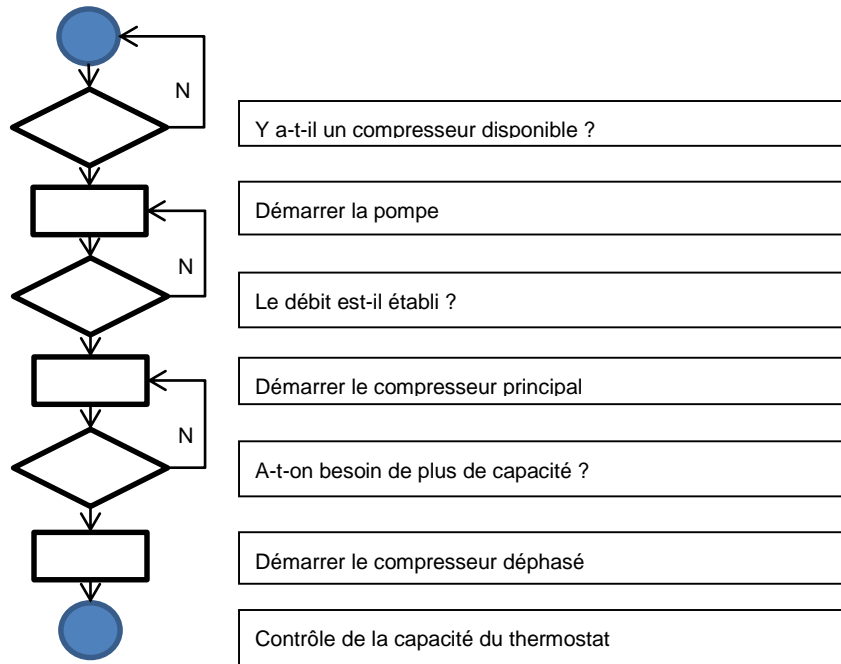 N
Y a-t-il un compresseur disponible ?
Démarrer la pompe
N
Le débit est-il établi ?
Démarrer le compresseur principal
N
A-t-on besoin de plus de capacité ?
Démarrer le compresseur déphasé
Contrôle de la capacité du thermostat